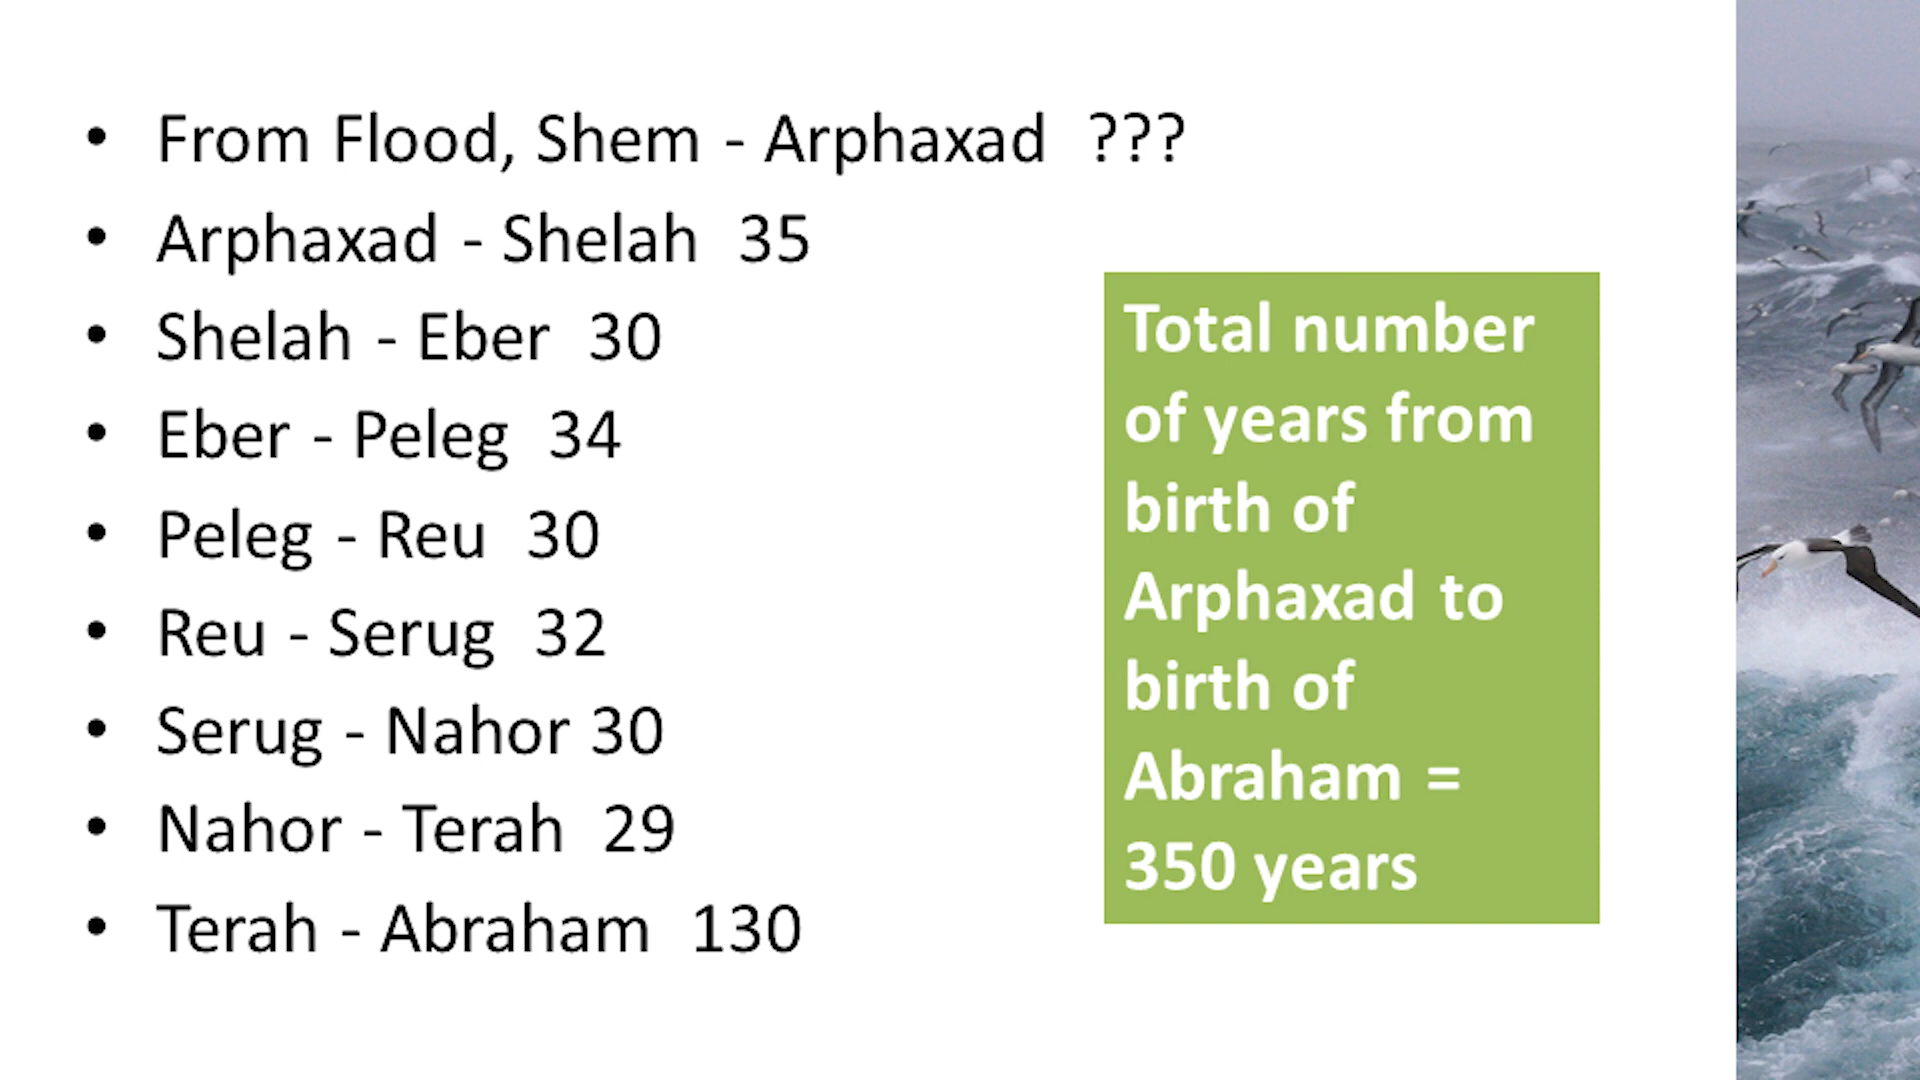 • From Flood, Shem - Arphaxad ???
• Arphaxad - Shelah 35
• Shelah - Eber 30
• Eber - Peleg 34
• Peleg - Reu 30
• Reu - Serug 32
• Serug - Nahor 30
• Nahor - Terah 29
• Terah - Abraham 130
Total number
of years from
birth of
Arphaxad to
birth of
Abraham =
350 years